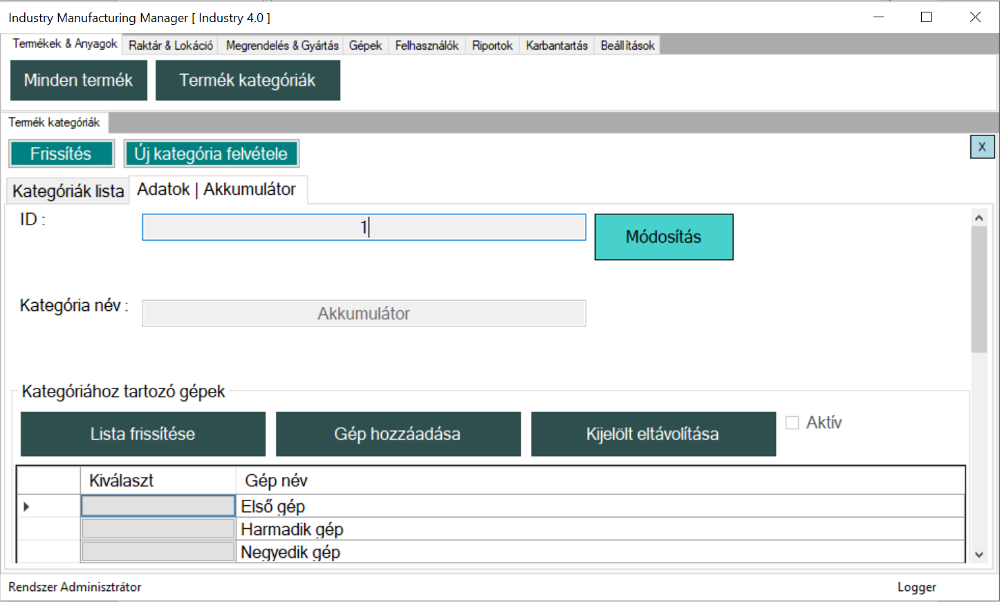 Industry Manufacturing Manager [ Industry 4.0 ]
Termékek & Anyagok Raktár & Lokáció Megrendelés & Gyártás Gépek Felhasználók Riportok Karbantartás Beállítások
Minden termék Termék kategóriák
Termék kategóriák
Frissítés Új kategória felvétele X
Kategóriák lista Adatok | Akkumulátor
ID : 1 Módosítás
Kategória név : Akkumulátor
Kategóriához tartozó gépek
Lista frissítése Gép hozzáadása Kijelölt eltávolítása Aktív
Kiválaszt Gép név
Első gép
Harmadik gép
Negyedik gép
Rendszer Adminisztrátor Logger